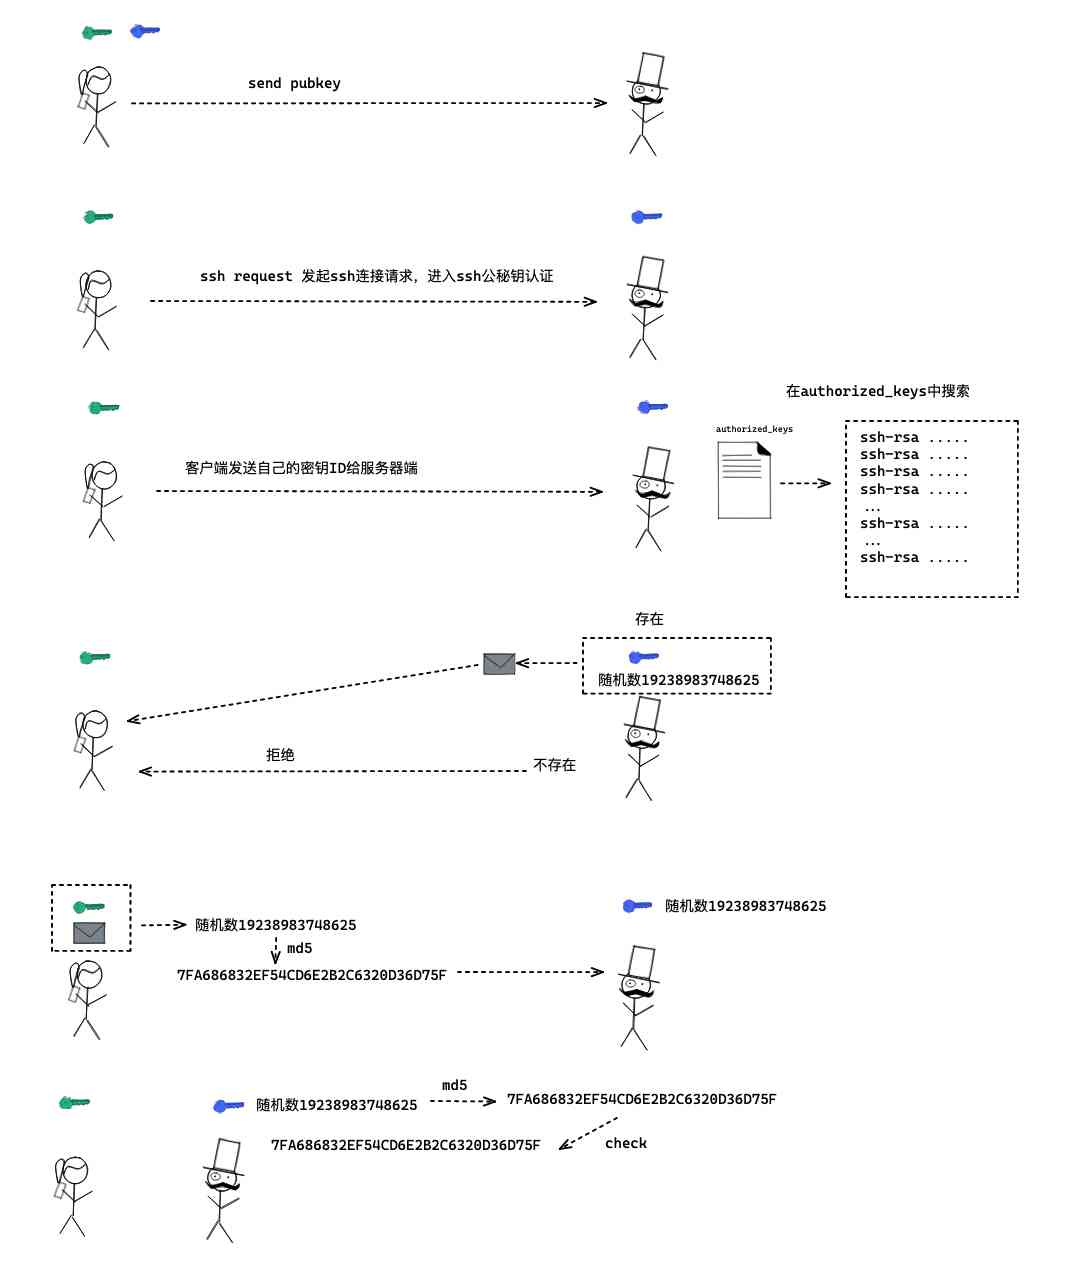 send pubkey
ssh request 发起ssh连接请求，进入ssh公秘钥认证
在authorized_keys中搜索
authorized_keys
ssh-rsa .....
ssh-rsa .....
ssh-rsa .....
ssh-rsa .....
...
ssh-rsa .....
...
ssh-rsa .....
客户端发送自己的密钥ID给服务器端
存在
随机数19238983748625
拒绝
不存在
随机数19238983748625
随机数19238983748625
md5
7FA686832EF54CD6E2B2C6320D36D75F
md5
随机数19238983748625
7FA686832EF54CD6E2B2C6320D36D75F
7FA686832EF54CD6E2B2C6320D36D75F
check